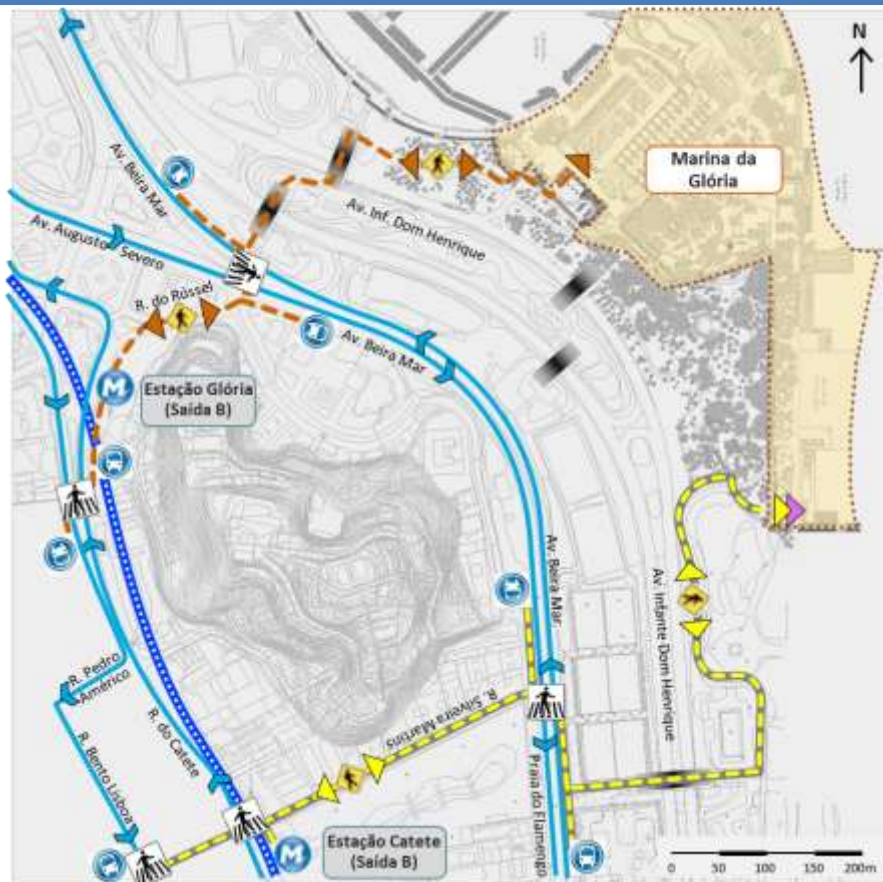 N
Marina da
Glória
Av. Beira Mar
Av. Inf. Dom Henrique
Av. Augusto
Severo
R. do Rússel
Av. Beira Mar
M
Estação Glória
(Saída B)
Av. Beira Mar
Av. Infante Dom Henrique
R. Pedro
Américo
R. do Catete
R. Silveira Martins
R. Bento Lisboa
Praia do Flamengo
M
Estação Catete
(Saída B)
0 50 100 150 200m